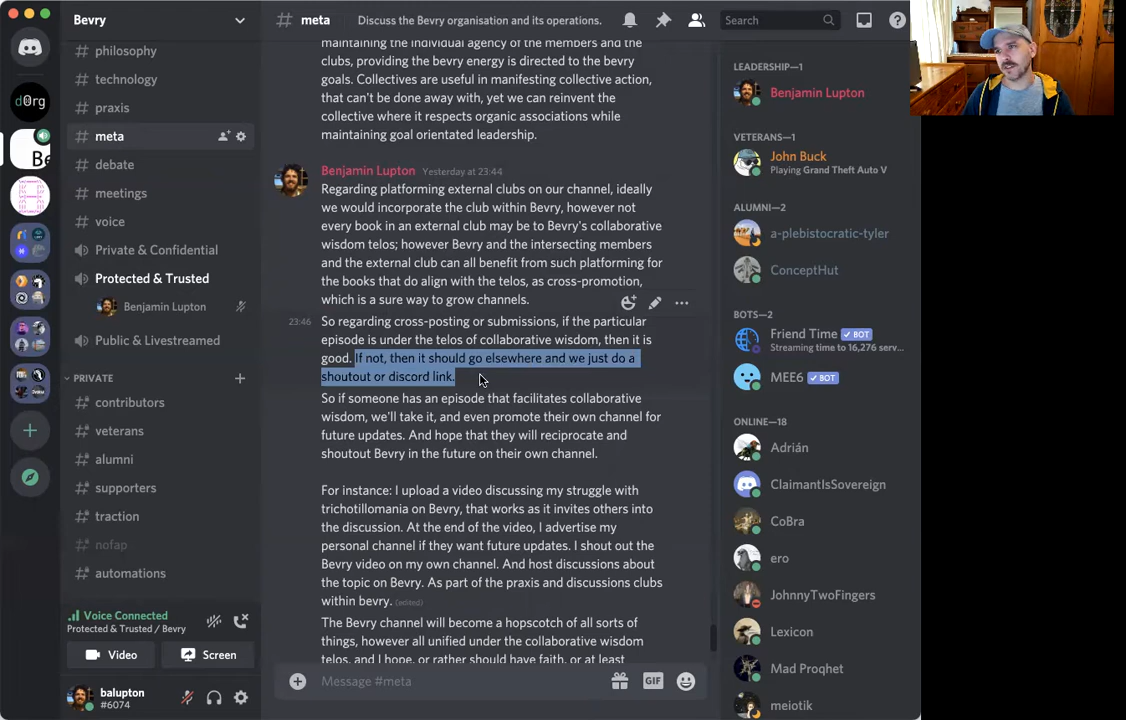 Bevry
philosophy
technology
praxis
meta
debate
meetings
voice
Private & Confidential
Protected & Trusted
Benjamin Lupton
Public & Livestreamed
PRIVATE
contributors
veterans
alumni
supporters
traction
nofap
automations
Voice Connected
Protected & Trusted / Bevry
Video
Screen
balupton
#6074
meta
Discuss the Bevry organisation and its operations.
Search
maintaining the individual agency of the members and the
clubs, providing the bevry energy is directed to the bevry
goals. Collectives are useful in manifesting collective action,
that can't be done away with, yet we can reinvent the
collective where it respects organic associations while
maintaining goal orientated leadership.
Benjamin Lupton Yesterday at 23:44
Regarding platforming external clubs on our channel, ideally
we would incorporate the club within Bevry, however not
every book in an external club may be to Bevry's collaborative
wisdom telos; however Bevry and the intersecting members
and the external club can all benefit from such platforming for
the books that do align with the telos, as cross-promotion,
which is a sure way to grow channels.
23:46 So regarding cross-posting or submissions, if the particular
episode is under the telos of collaborative wisdom, then it is
good. If not, then it should go elsewhere and we just do a
shoutout or discord link.
So if someone has an episode that facilitates collaborative
wisdom, we'll take it, and even promote their own channel for
future updates. And hope that they will reciprocate and
shoutout Bevry in the future on their own channel.
For instance: I upload a video discussing my struggle with
trichotillomania on Bevry, that works as it invites others into
the discussion. At the end of the video, I advertise my
personal channel if they want future updates. I shout out the
Bevry video on my own channel. And host discussions about
the topic on Bevry. As part of the praxis and discussions clubs
within bevry. (edited)
The Bevry channel will become a hopscotch of all sorts of
things, however all unified under the collaborative wisdom
telos, and I hope, or rather should have faith, or at least
Message #meta
GIF
LEADERSHIP—1
Benjamin Lupton
VETERANS—1
John Buck
Playing Grand Theft Auto V
ALUMNI—2
a-plebistocratic-tyler
ConceptHut
BOTS—2
Friend Time BOT
Streaming time to 16,276 serv...
MEE6 BOT
ONLINE—18
Adrián
ClaimantIsSovereign
CoBra
ero
JohnnyTwoFingers
Lexicon
Mad Proqhet
meiotik
d0rg
Be